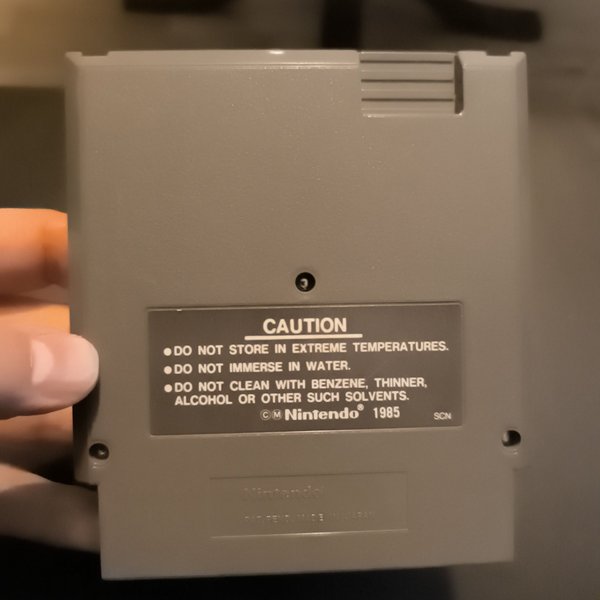 CAUTION
●DO NOT STORE IN EXTREME TEMPERATURES.
●DO NOT IMMERSE IN WATER.
●DO NOT CLEAN WITH BENZENE, THINNER,
ALCOHOL OR OTHER SUCH SOLVENTS.
©Ⓜ Nintendo® 1985
SCN
Nintendo